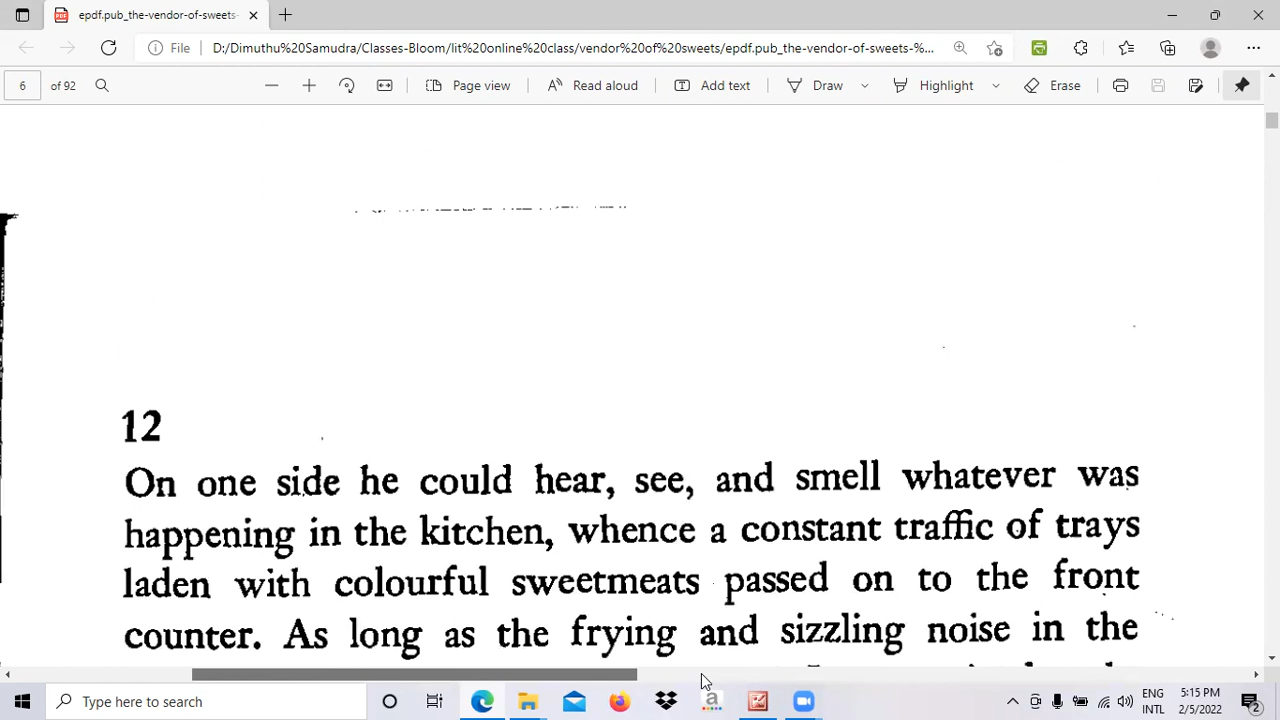 epdf.pub_the-vendor-of-sweets-
File
D:/Dimuthu%20Samudra/Classes-Bloom/lit%20online%20class/vendor%20of%20sweets/epdf.pub_the-vendor-of-sweets-%...
6 of 92
Page view
Read aloud
Add text
Draw
Highlight
Erase
12
On one side he could hear, see, and smell whatever was
happening in the kitchen, whence a constant traffic of trays
laden with colourful sweetmeats passed on to the front
counter. As long as the frying and sizzling noise in the
Type here to search
ENG
INTL
5:15 PM
2/5/2022
2